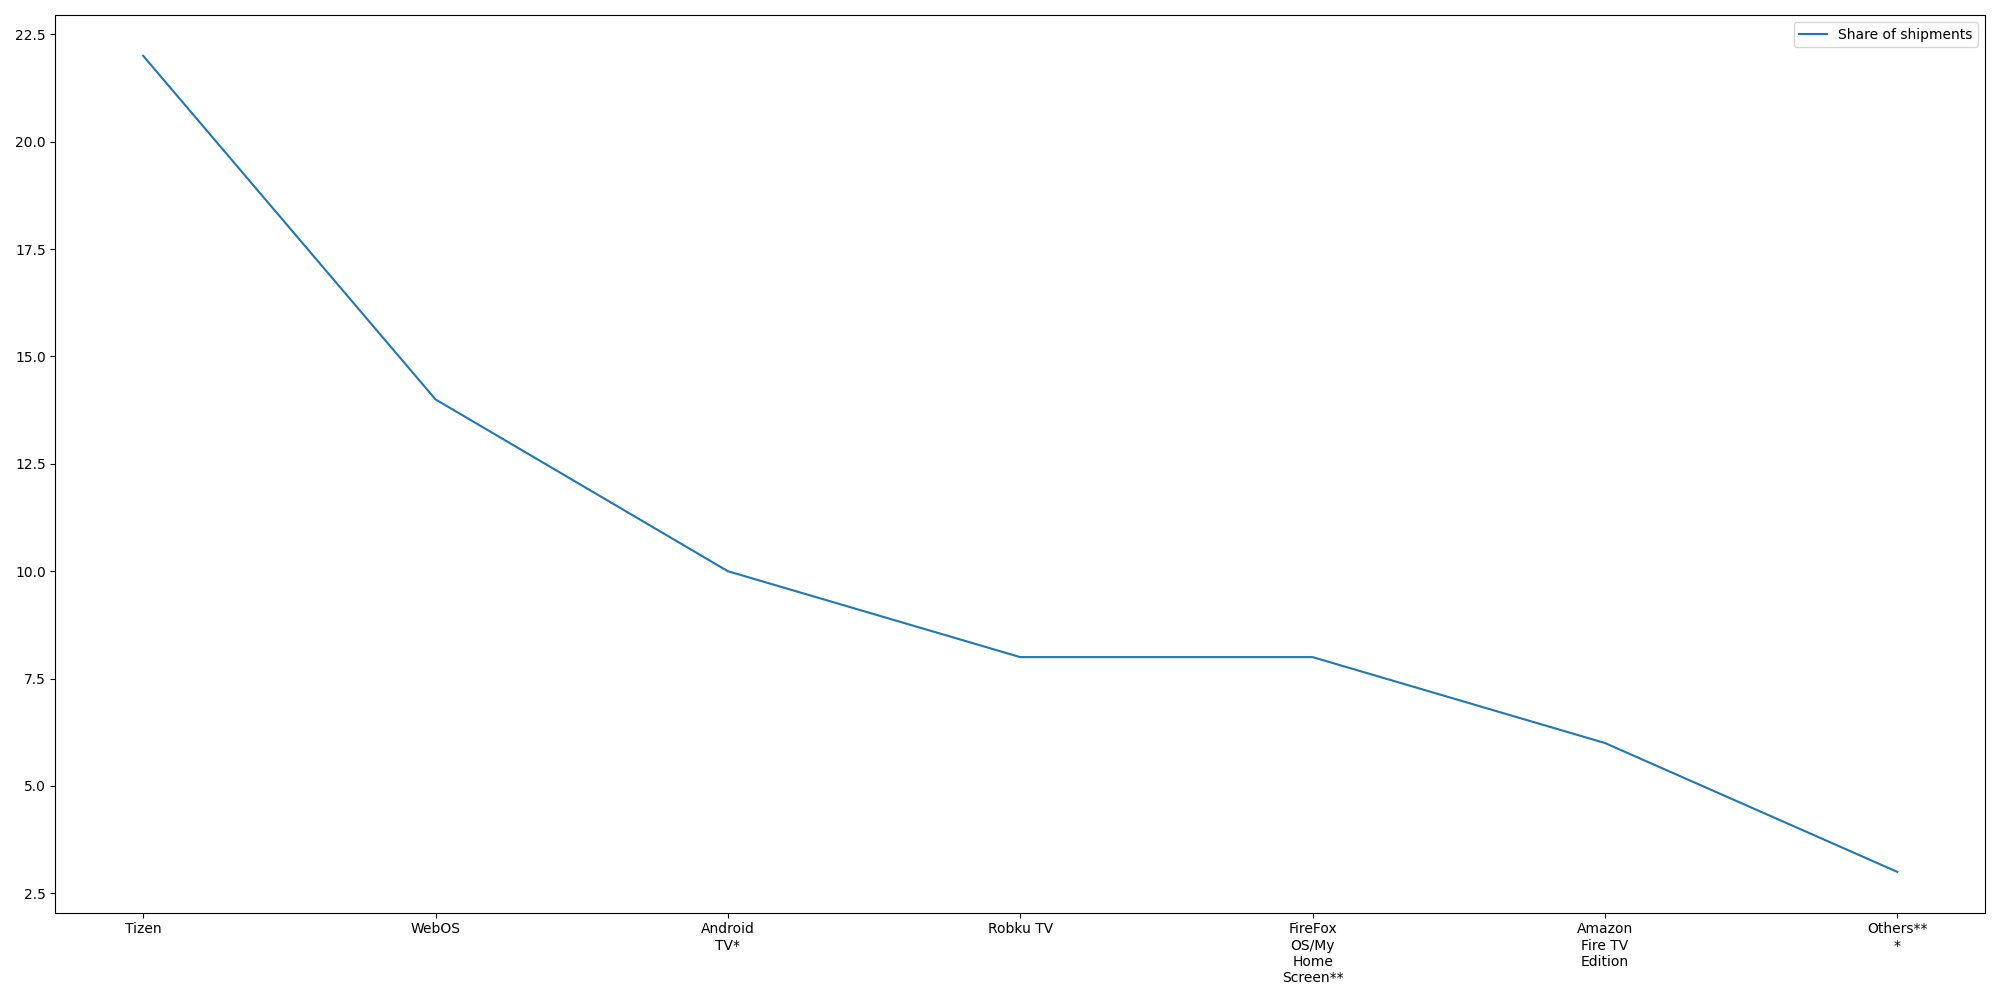 Share of shipments
22.5
20.0
17.5
15.0
12.5
10.0
7.5
5.0
2.5
Tizen
WebOS
Android
TV*
Robku TV
FireFox
OS/My
Home
Screen**
Amazon
Fire TV
Edition
Others**
*